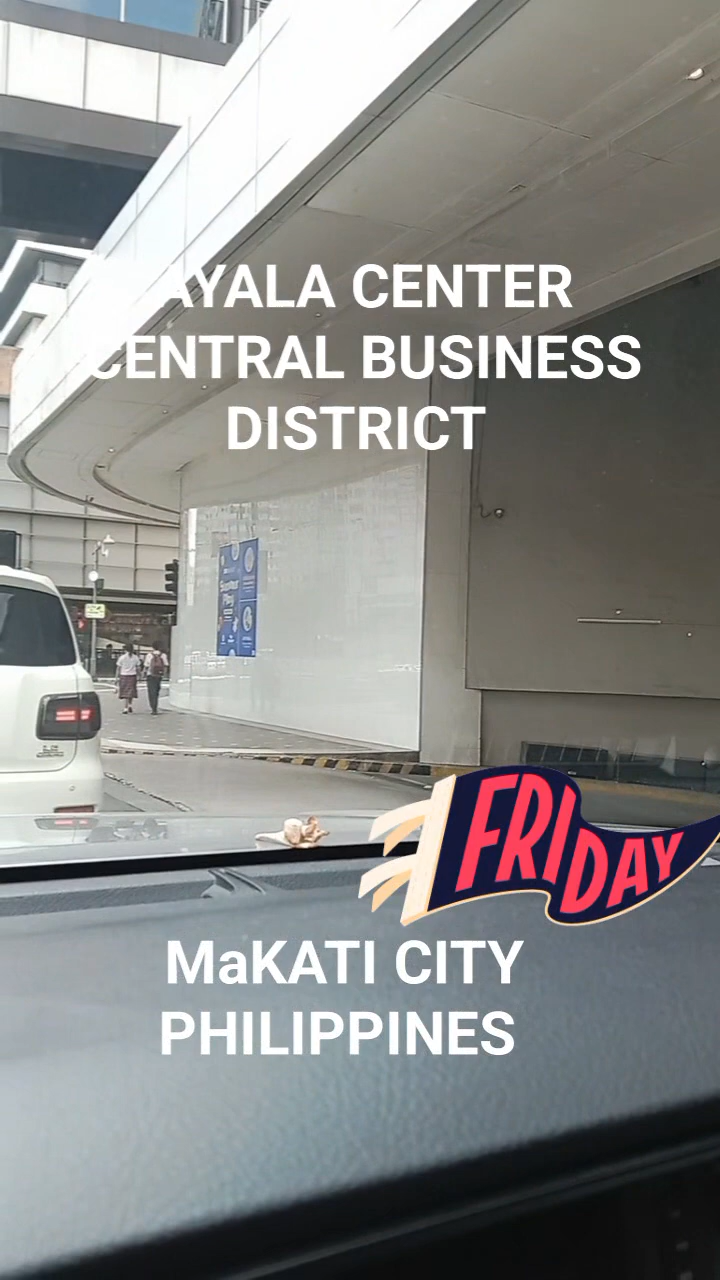 AYALA CENTER
CENTRAL BUSINESS
DISTRICT
FRIDAY
MaKATI CITY
PHILIPPINES